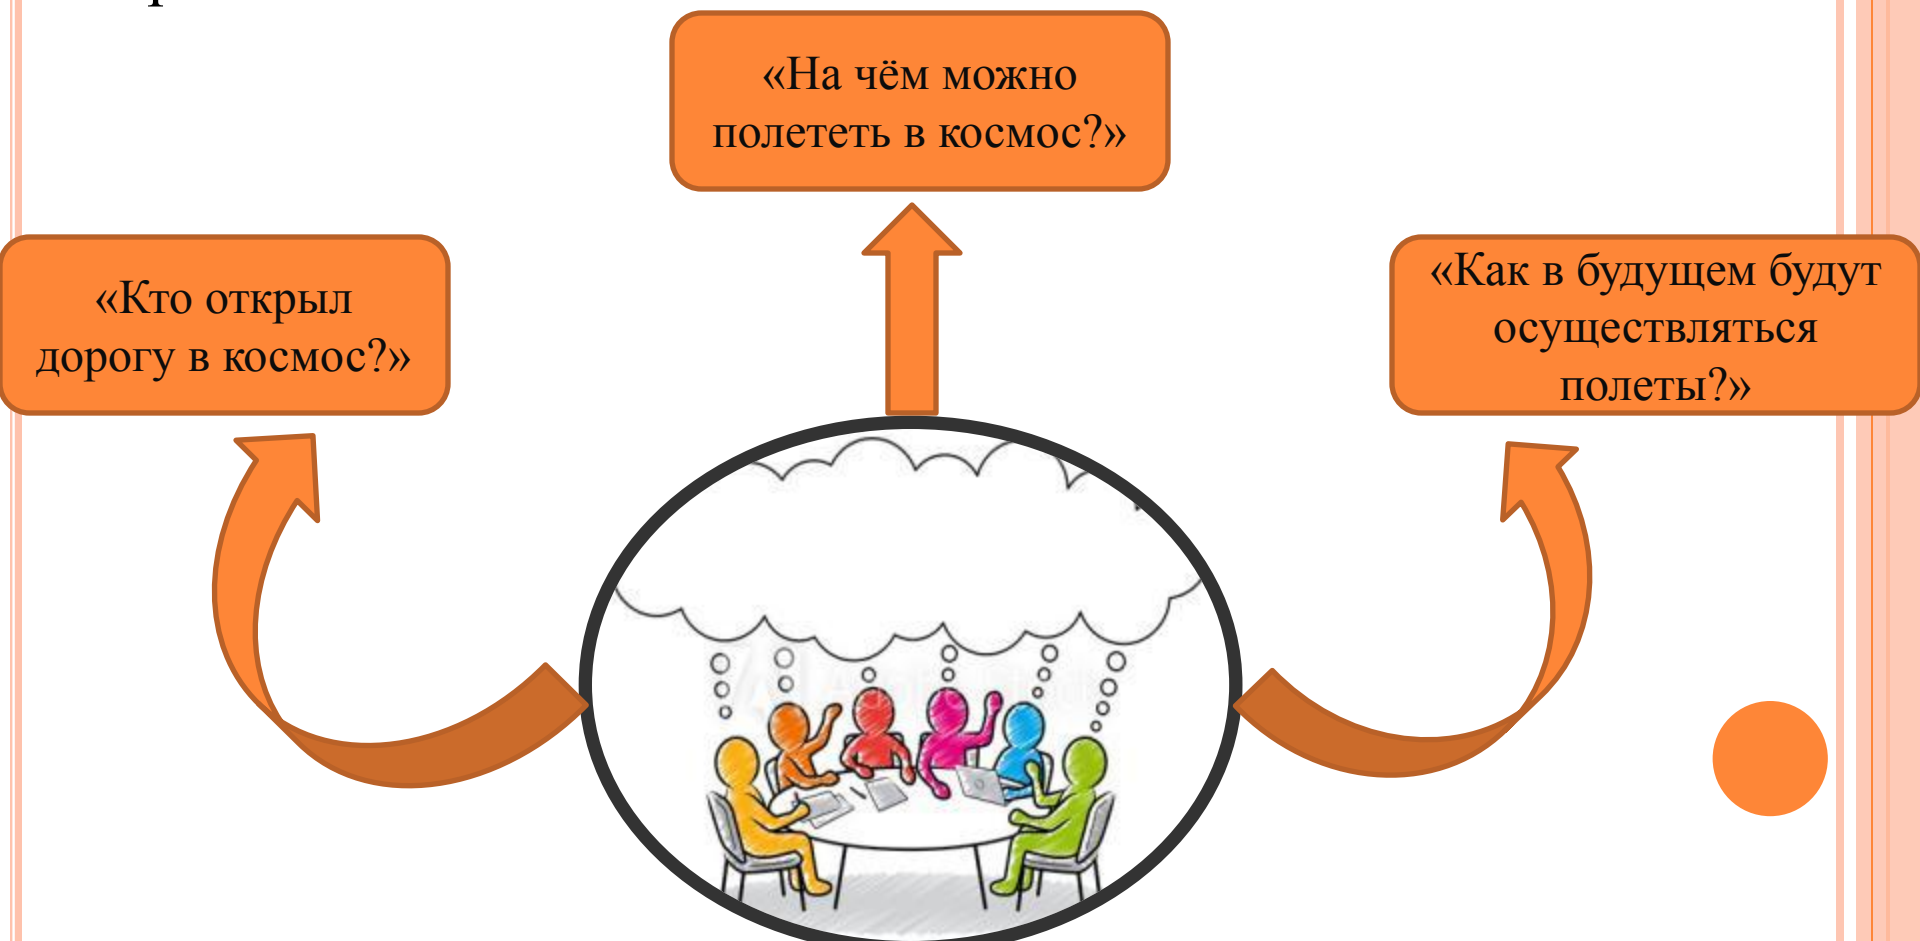 «На чём можно
полететь в космос?»
«Кто открыл
дорогу в космос?»
«Как в будущем будут
осуществляться
полеты?»